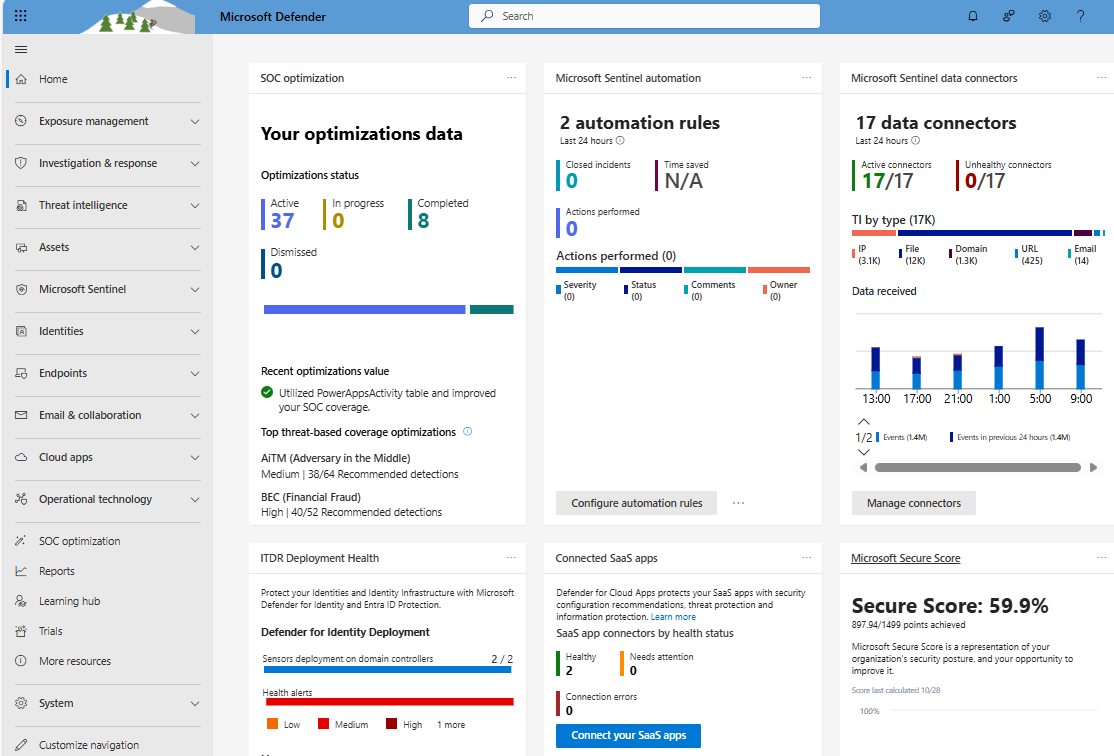 Microsoft Defender
Search
?
Home
Exposure management
Investigation & response
Threat intelligence
Assets
Microsoft Sentinel
Identities
Endpoints
Email & collaboration
Cloud apps
Operational technology
SOC optimization
Reports
Learning hub
Trials
More resources
System
Customize navigation
SOC optimization
Your optimizations data
Optimizations status
Active
37
In progress
0
Completed
8
Dismissed
0
Recent optimizations value
Utilized PowerAppsActivity table and improved
your SOC coverage.
Top threat-based coverage optimizations
AiTM (Adversary in the Middle)
Medium | 38/64 Recommended detections
BEC (Financial Fraud)
High | 40/52 Recommended detections
Microsoft Sentinel automation
2 automation rules
Last 24 hours
Closed incidents
0
Time saved
N/A
Actions performed
0
Actions performed (0)
Severity
(0)
Status
(0)
Comments
(0)
Owner
(0)
Configure automation rules
Microsoft Sentinel data connectors
17 data connectors
Last 24 hours
Active connectors
17/17
Unhealthy connectors
0/17
TI by type (17K)
IP
(3.1K)
File
(12K)
Domain
(1.3K)
URL
(425)
Email
(14)
Data received
13:00 17:00 21:00 1:00 5:00 9:00
1/2
Events (1.4M)
Events in previous 24 hours (1.4M)
Manage connectors
ITDR Deployment Health
Protect your Identities and Identity Infrastructure with Microsoft
Defender for Identity and Entra ID Protection.
Defender for Identity Deployment
Sensors deployment on domain controllers 2 / 2
Health alerts
Low Medium High 1 more
Connected SaaS apps
Defender for Cloud Apps protects your SaaS apps with security
configuration recommendations, threat protection and
information protection. Learn more
SaaS app connectors by health status
Healthy
2
Needs attention
0
Connection errors
0
Connect your SaaS apps
Microsoft Secure Score
Secure Score: 59.9%
897.94/1499 points achieved
Microsoft Secure Score is a representation of your
organization's security posture, and your opportunity to
improve it.
Score last calculated 10/28
100%